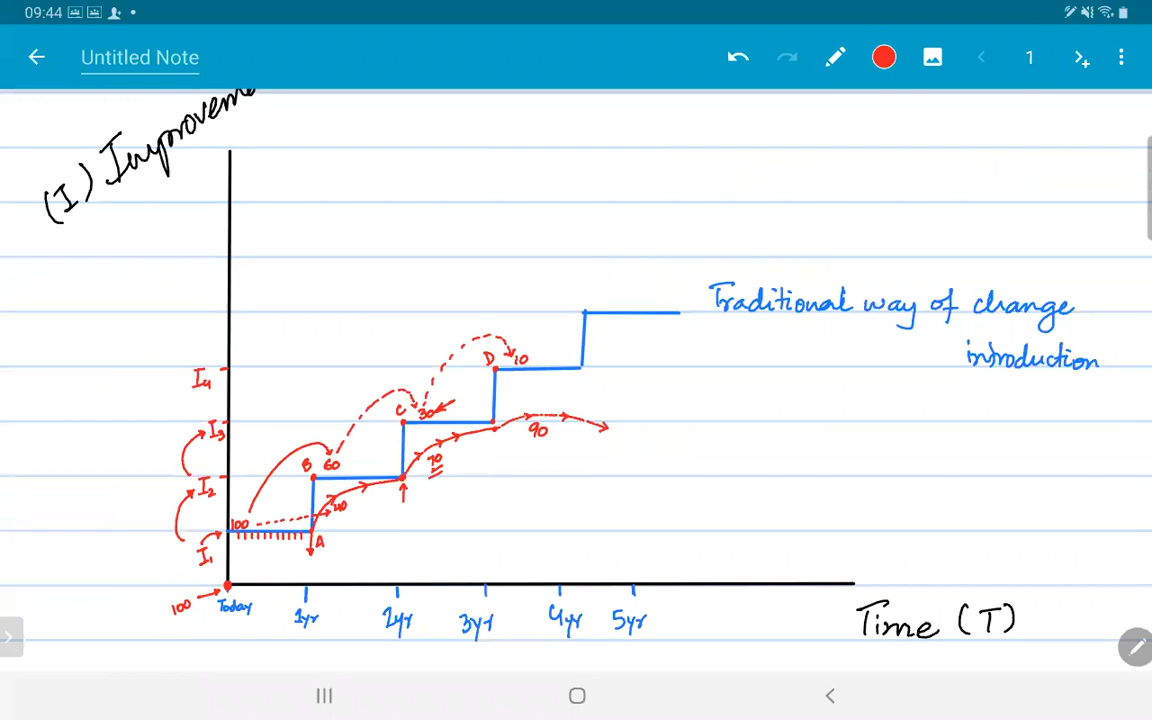 09:44
Untitled Note
1
(I) Improveme
Traditional way of change
introduction
I4
D 10
C 30
I3
90
B 60
70
I2
40
100
A
I1
100
Today
1yr
2yr
3yr
4yr
5yr
Time (T)